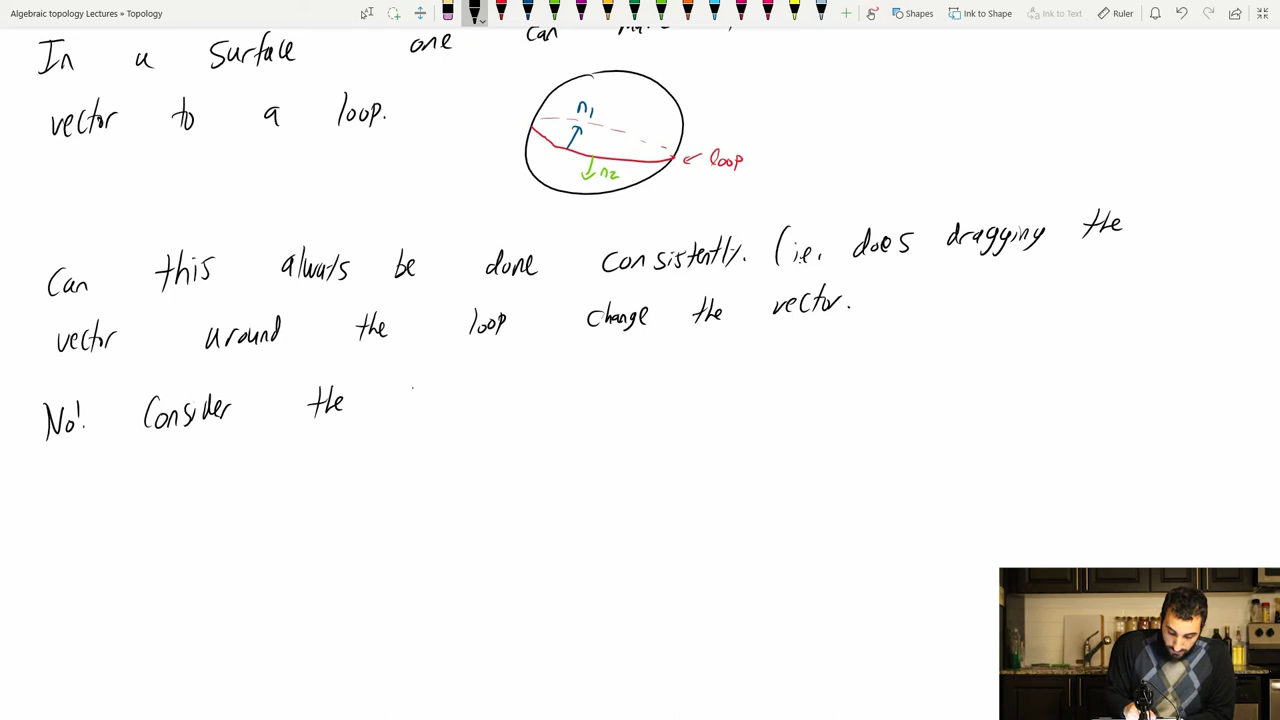 Algebraic topology Lectures » Topology
Shapes
Ink to Shape
Ink to Text
Ruler
In a surface one can
vector to a loop.
n1
n2
← loop
Can this always be done consistently. (i.e. does dragging the
vector around the loop change the vector.
No! Consider the